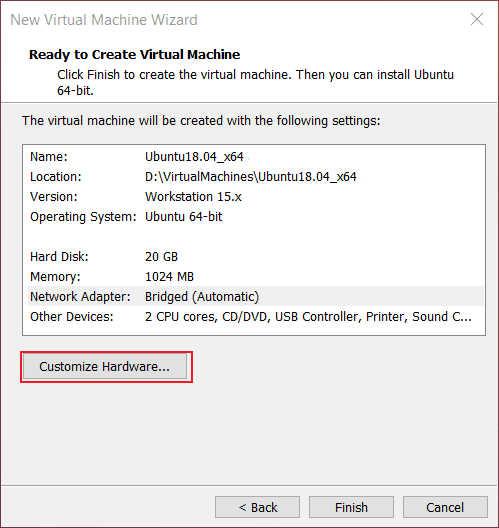 New Virtual Machine Wizard
Ready to Create Virtual Machine
Click Finish to create the virtual machine. Then you can install Ubuntu
64-bit.
The virtual machine will be created with the following settings:
Name: Ubuntu18.04_x64
Location: D:\VirtualMachines\Ubuntu18.04_x64
Version: Workstation 15.x
Operating System: Ubuntu 64-bit
Hard Disk: 20 GB
Memory: 1024 MB
Network Adapter: Bridged (Automatic)
Other Devices: 2 CPU cores, CD/DVD, USB Controller, Printer, Sound C...
Customize Hardware...
< Back Finish Cancel